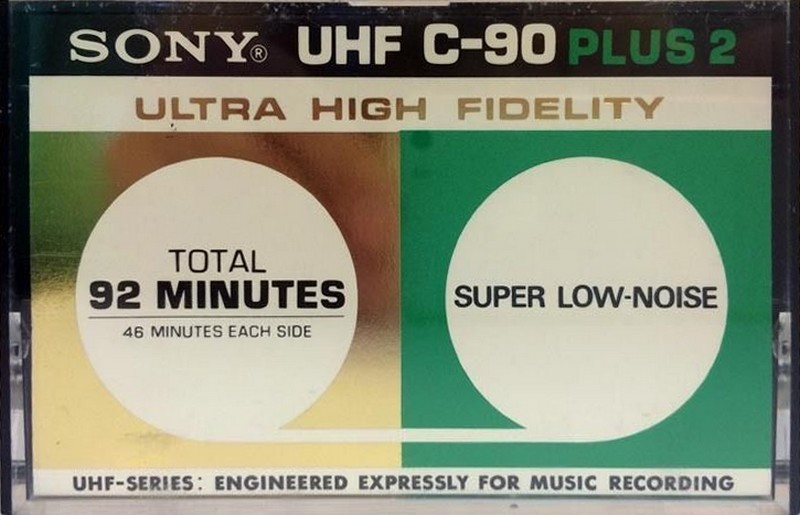 SONY® UHF C-90 PLUS 2
ULTRA HIGH FIDELITY
TOTAL
92 MINUTES
46 MINUTES EACH SIDE
SUPER LOW-NOISE
UHF-SERIES: ENGINEERED EXPRESSLY FOR MUSIC RECORDING